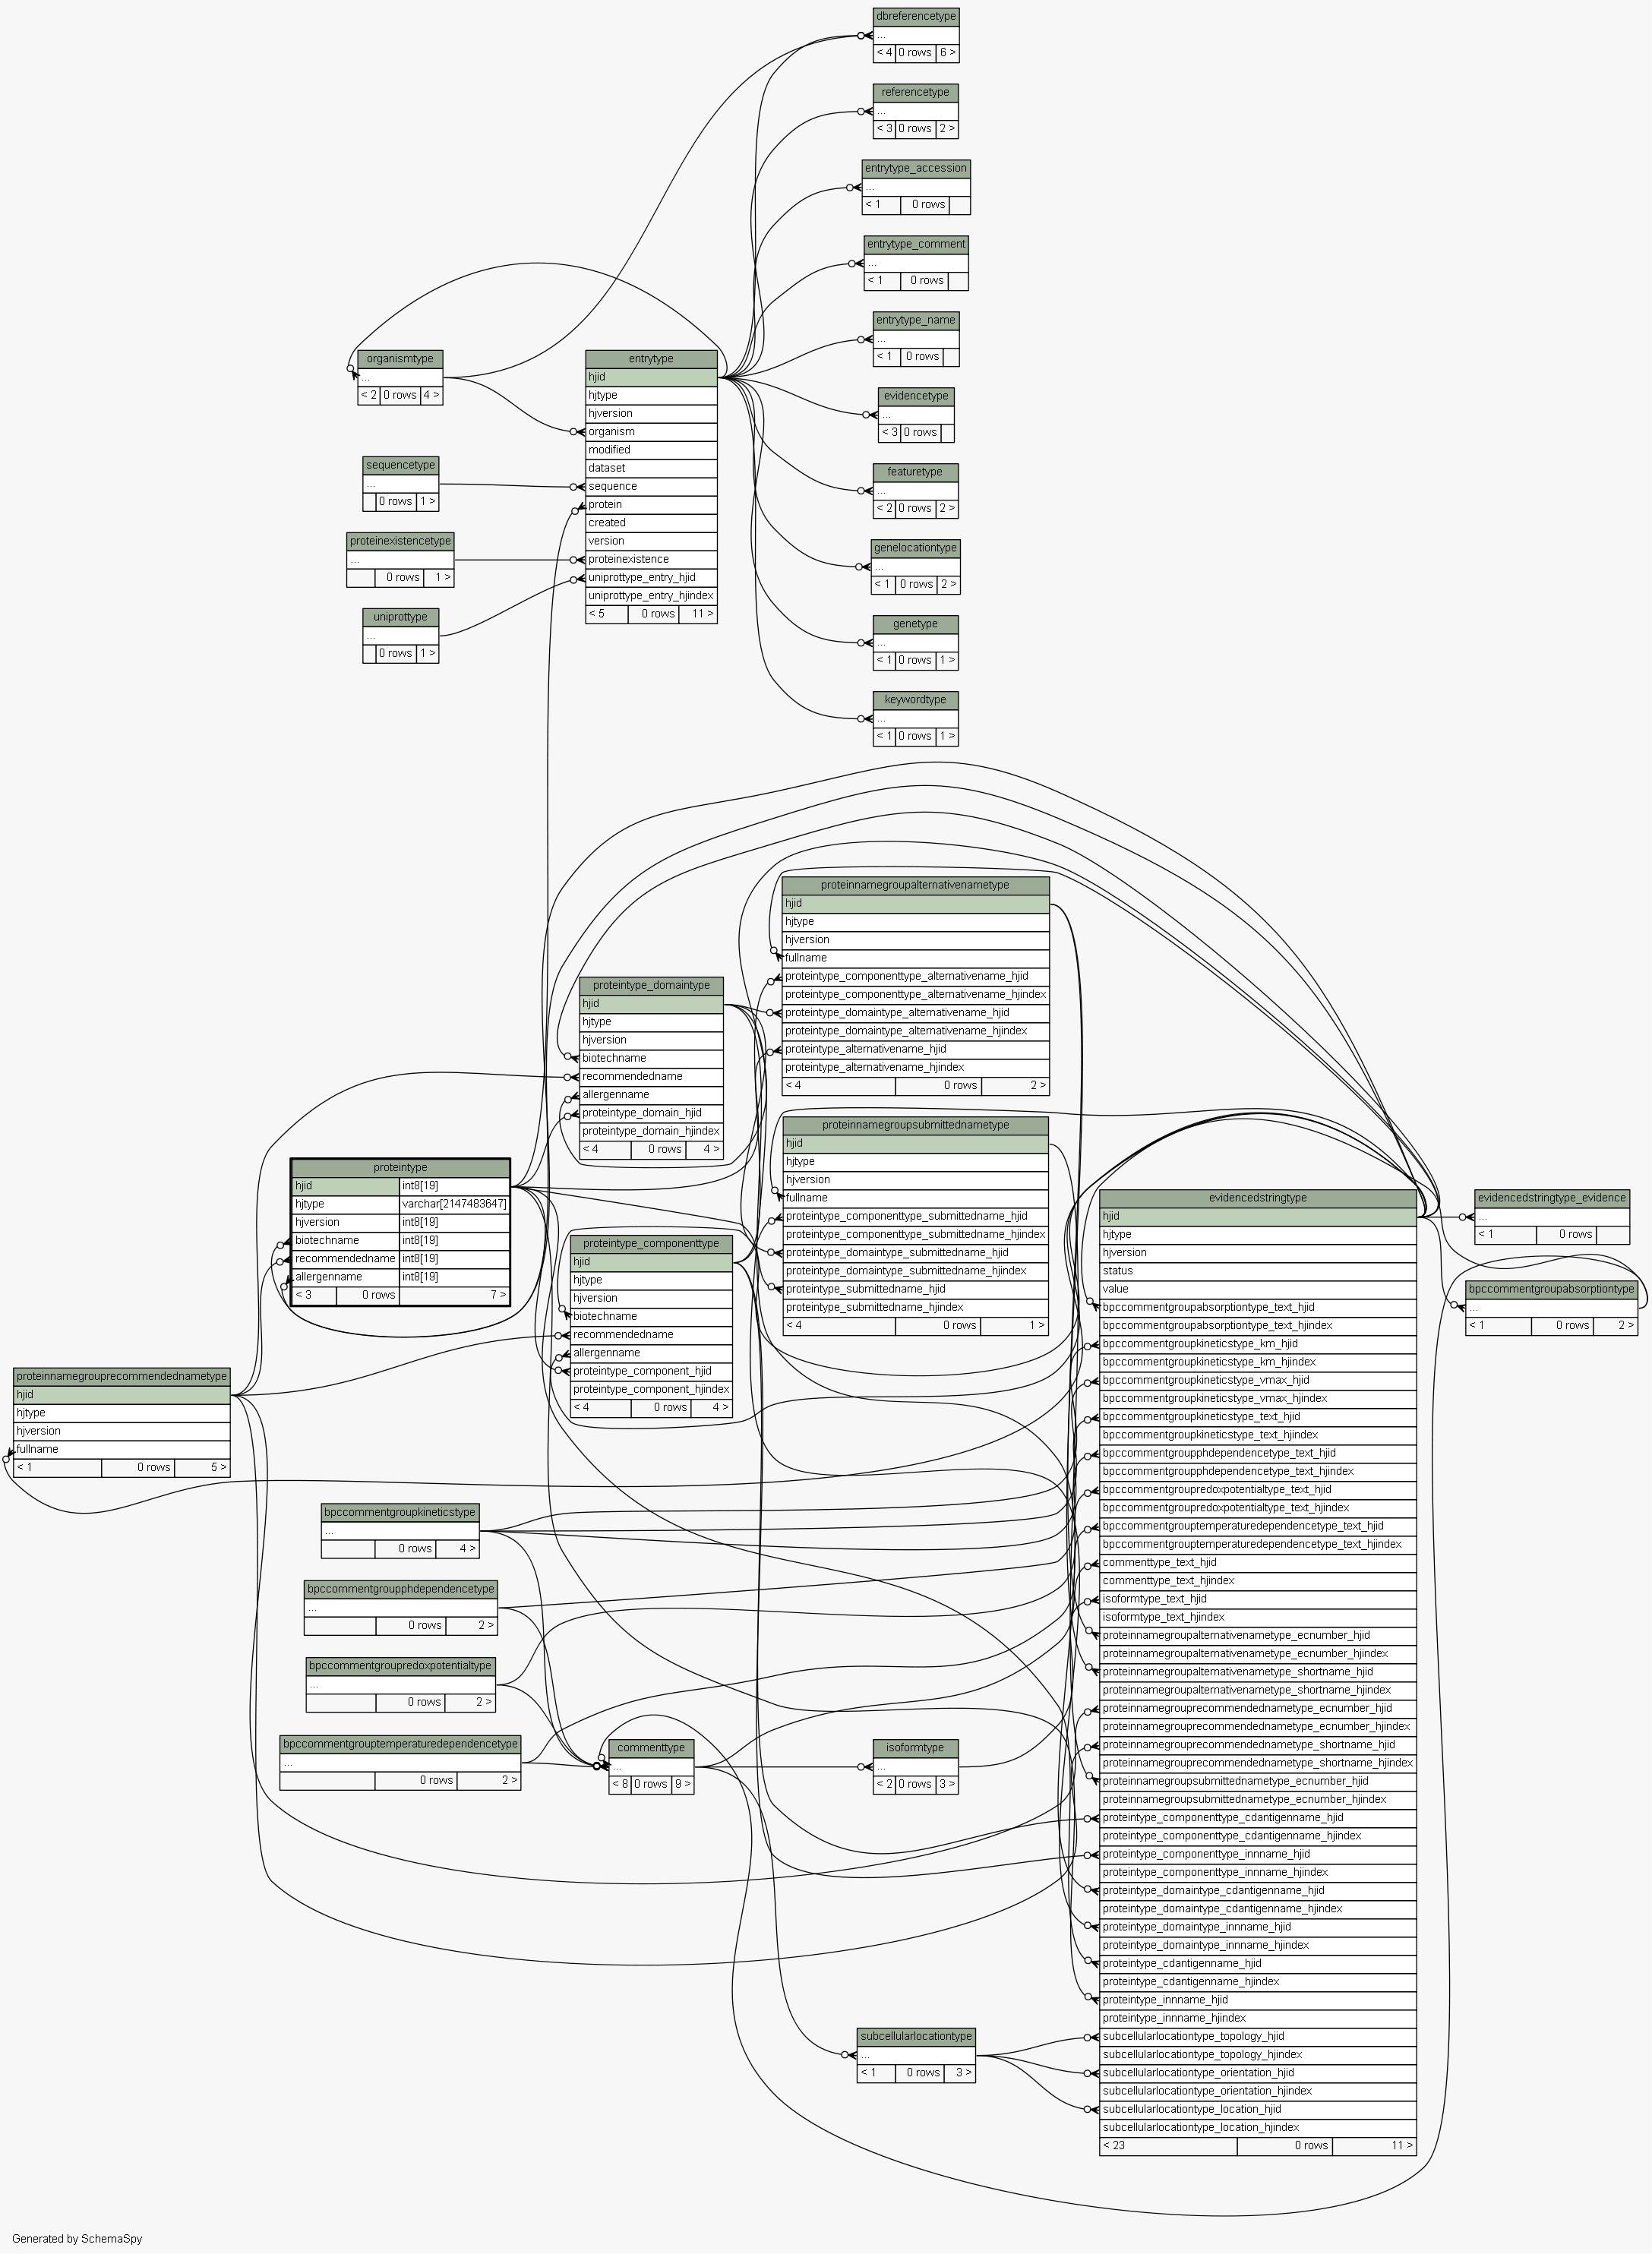 dbreferencetype
...
< 4 0 rows 6 >
referencetype
...
< 3 0 rows 2 >
entrytype_accession
...
< 1 0 rows
entrytype_comment
...
< 1 0 rows
entrytype_name
...
< 1 0 rows
organismtype
...
< 2 0 rows 4 >
entrytype
hjid
hjtype
hjversion
organism
modified
dataset
sequence
protein
created
version
proteinexistence
uniprottype_entry_hjid
uniprottype_entry_hjindex
< 5 0 rows 11 >
evidencetype
...
< 3 0 rows
sequencetype
...
0 rows 1 >
featuretype
...
< 2 0 rows 2 >
proteinexistencetype
...
0 rows 1 >
genelocationtype
...
< 1 0 rows 2 >
uniprottype
...
0 rows 1 >
genetype
...
< 1 0 rows 1 >
keywordtype
...
< 1 0 rows 1 >
proteinnamegroupalternativenametype
hjid
hjtype
hjversion
fullname
proteintype_componenttype_alternativename_hjid
proteintype_componenttype_alternativename_hjindex
proteintype_domaintype_alternativename_hjid
proteintype_domaintype_alternativename_hjindex
proteintype_alternativename_hjid
proteintype_alternativename_hjindex
< 4 0 rows 2 >
proteintype_domaintype
hjid
hjtype
hjversion
biotechname
recommendedname
allergenname
proteintype_domain_hjid
proteintype_domain_hjindex
< 4 0 rows 4 >
proteinnamegroupsubmittednametype
hjid
hjtype
hjversion
fullname
proteintype_componenttype_submittedname_hjid
proteintype_componenttype_submittedname_hjindex
proteintype_domaintype_submittedname_hjid
proteintype_domaintype_submittedname_hjindex
proteintype_submittedname_hjid
proteintype_submittedname_hjindex
< 4 0 rows 1 >
proteintype
hjid int8[19]
hjtype varchar[2147483647]
hjversion int8[19]
biotechname int8[19]
recommendedname int8[19]
allergenname int8[19]
< 3 0 rows 7 >
proteintype_componenttype
hjid
hjtype
hjversion
biotechname
recommendedname
allergenname
proteintype_component_hjid
proteintype_component_hjindex
< 4 0 rows 4 >
evidencedstringtype
hjid
hjtype
hjversion
status
value
bpccommentgroupabsorptiontype_text_hjid
bpccommentgroupabsorptiontype_text_hjindex
bpccommentgroupkineticstype_km_hjid
bpccommentgroupkineticstype_km_hjindex
bpccommentgroupkineticstype_vmax_hjid
bpccommentgroupkineticstype_vmax_hjindex
bpccommentgroupkineticstype_text_hjid
bpccommentgroupkineticstype_text_hjindex
bpccommentgroupphdependencetype_text_hjid
bpccommentgroupphdependencetype_text_hjindex
bpccommentgroupredoxpotentialtype_text_hjid
bpccommentgroupredoxpotentialtype_text_hjindex
bpccommentgrouptemperaturedependencetype_text_hjid
bpccommentgrouptemperaturedependencetype_text_hjindex
commenttype_text_hjid
commenttype_text_hjindex
isoformtype_text_hjid
isoformtype_text_hjindex
proteinnamegroupalternativenametype_ecnumber_hjid
proteinnamegroupalternativenametype_ecnumber_hjindex
proteinnamegroupalternativenametype_shortname_hjid
proteinnamegroupalternativenametype_shortname_hjindex
proteinnamegrouprecommendednametype_ecnumber_hjid
proteinnamegrouprecommendednametype_ecnumber_hjindex
proteinnamegrouprecommendednametype_shortname_hjid
proteinnamegrouprecommendednametype_shortname_hjindex
proteinnamegroupsubmittednametype_ecnumber_hjid
proteinnamegroupsubmittednametype_ecnumber_hjindex
proteintype_componenttype_cdantigenname_hjid
proteintype_componenttype_cdantigenname_hjindex
proteintype_componenttype_innname_hjid
proteintype_componenttype_innname_hjindex
proteintype_domaintype_cdantigenname_hjid
proteintype_domaintype_cdantigenname_hjindex
proteintype_domaintype_innname_hjid
proteintype_domaintype_innname_hjindex
proteintype_cdantigenname_hjid
proteintype_cdantigenname_hjindex
proteintype_innname_hjid
proteintype_innname_hjindex
subcellularlocationtype_topology_hjid
subcellularlocationtype_topology_hjindex
subcellularlocationtype_orientation_hjid
subcellularlocationtype_orientation_hjindex
subcellularlocationtype_location_hjid
subcellularlocationtype_location_hjindex
< 23 0 rows 11 >
evidencedstringtype_evidence
...
< 1 0 rows
bpccommentgroupabsorptiontype
...
< 1 0 rows 2 >
proteinnamegrouprecommendednametype
hjid
hjtype
hjversion
fullname
< 1 0 rows 5 >
bpccommentgroupkineticstype
...
0 rows 4 >
bpccommentgroupphdependencetype
...
0 rows 2 >
bpccommentgroupredoxpotentialtype
...
0 rows 2 >
bpccommentgrouptemperaturedependencetype
...
0 rows 2 >
commenttype
...
< 8 0 rows 9 >
isoformtype
...
< 2 0 rows 3 >
subcellularlocationtype
...
< 1 0 rows 3 >
Generated by SchemaSpy